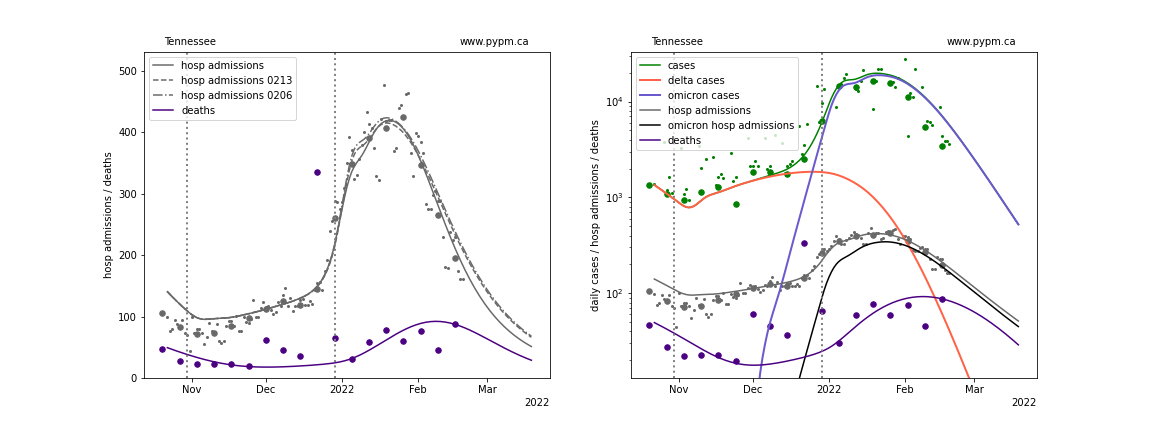 Tennessee
www.pypm.ca
hosp admissions
hosp admissions 0213
hosp admissions 0206
deaths
hosp admissions / deaths
500
400
300
200
100
0
Nov
Dec
2022
Feb
Mar
2022
Tennessee
www.pypm.ca
cases
delta cases
omicron cases
hosp admissions
omicron hosp admissions
deaths
daily cases / hosp admissions / deaths
10⁴
10³
10²
Nov
Dec
2022
Feb
Mar
2022